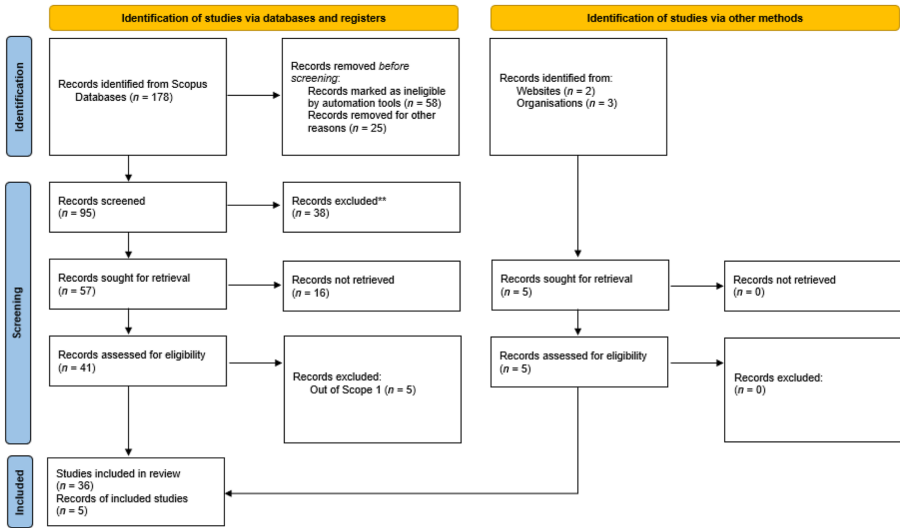 Identification of studies via databases and registers
Identification of studies via other methods
Identification
Records identified from Scopus
Databases (n = 178)
Records removed before
screening:
Records marked as ineligible
by automation tools (n = 58)
Records removed for other
reasons (n = 25)
Records identified from:
Websites (n = 2)
Organisations (n = 3)
Screening
Records screened
(n = 95)
Records excluded**
(n = 38)
Records sought for retrieval
(n = 57)
Records not retrieved
(n = 16)
Records sought for retrieval
(n = 5)
Records not retrieved
(n = 0)
Records assessed for eligibility
(n = 41)
Records excluded:
Out of Scope 1 (n = 5)
Records assessed for eligibility
(n = 5)
Records excluded:
(n = 0)
Included
Studies included in review
(n = 36)
Records of included studies
(n = 5)